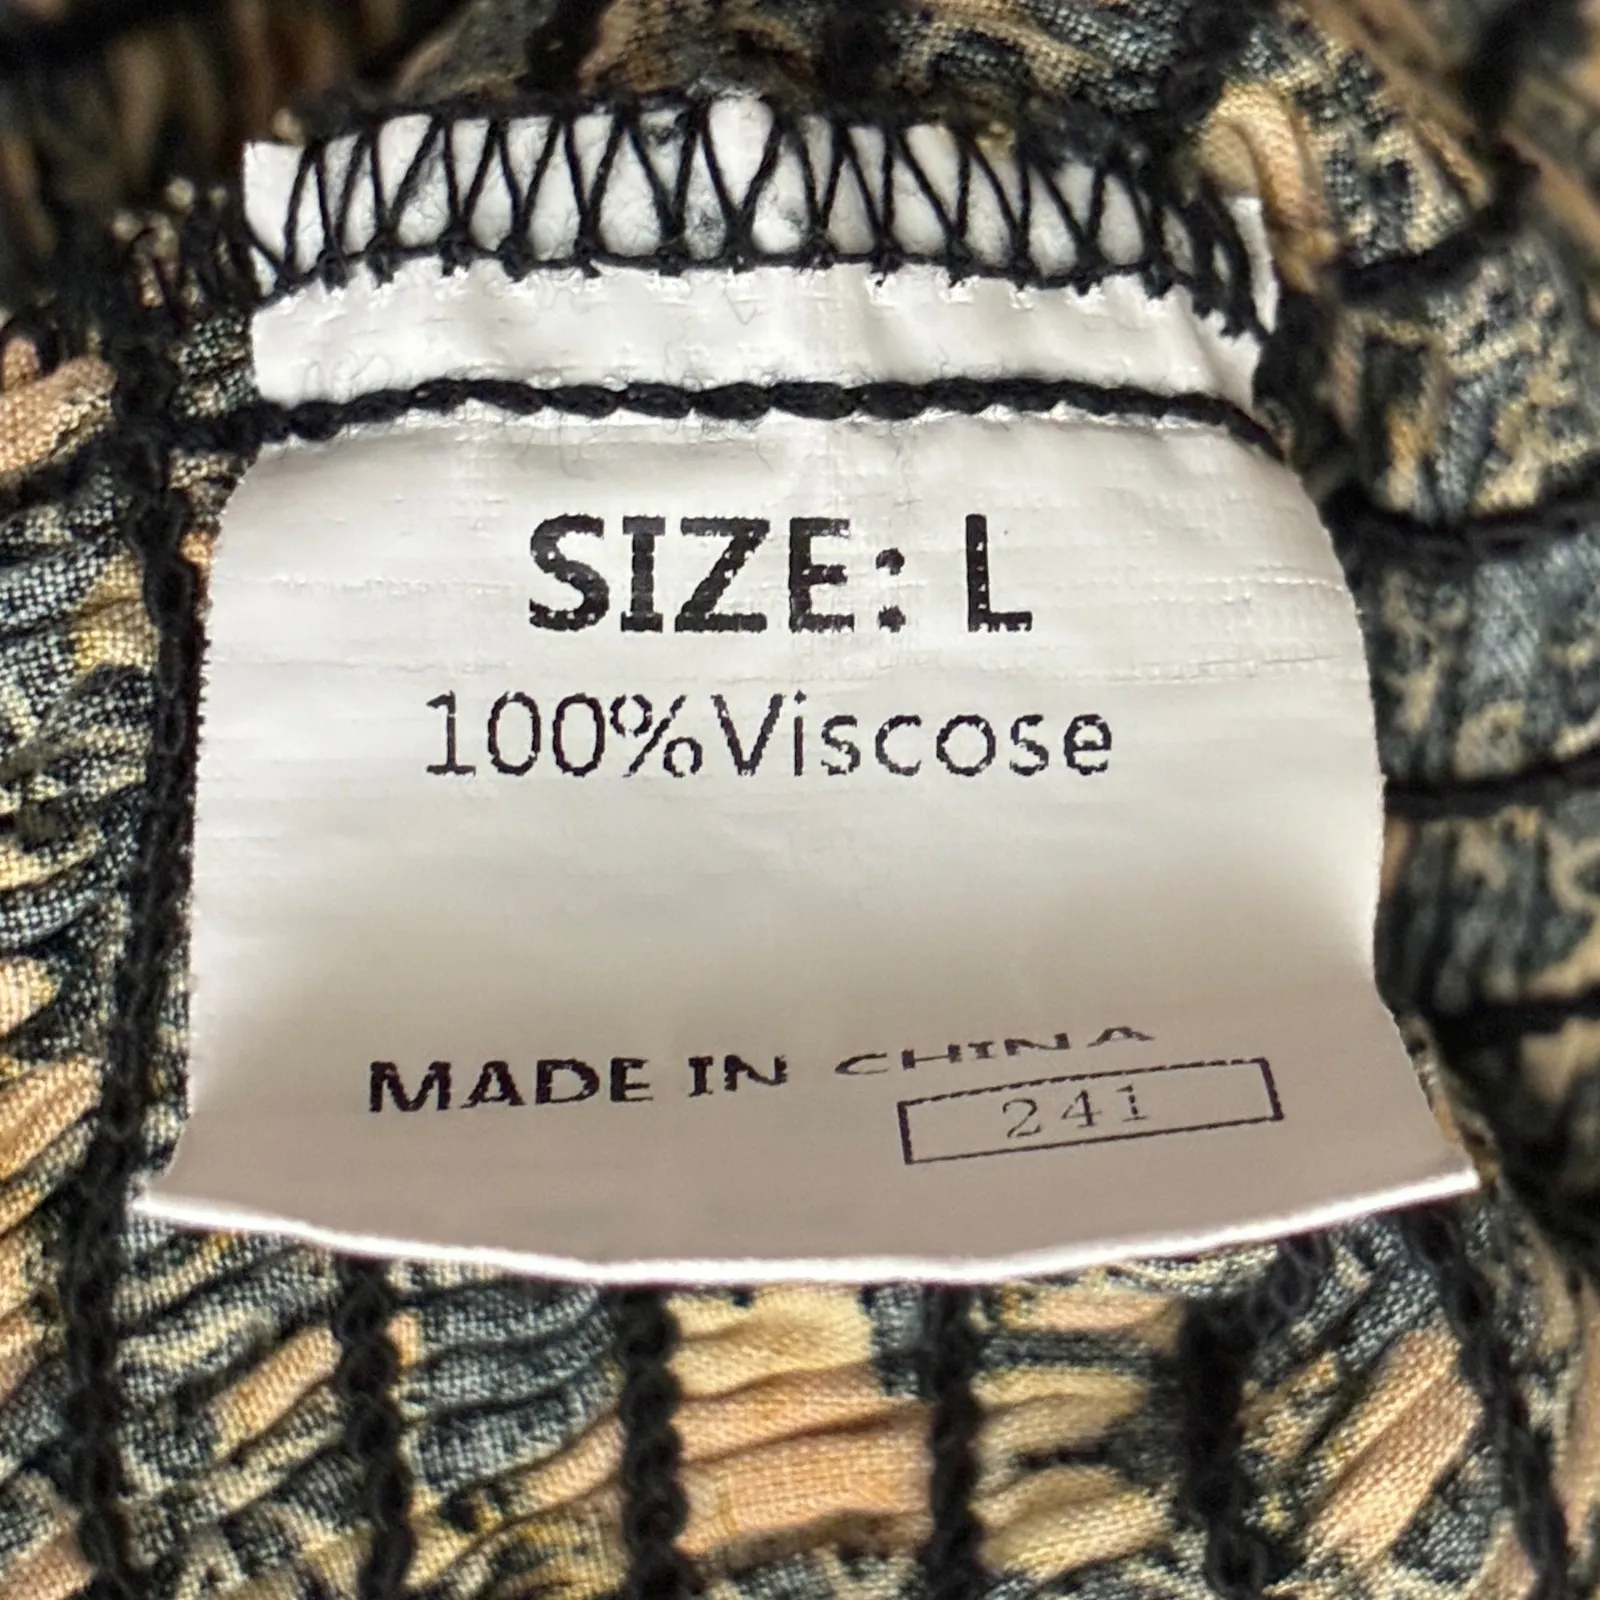 SIZE: L
100%Viscose
MADE IN CHINA
241